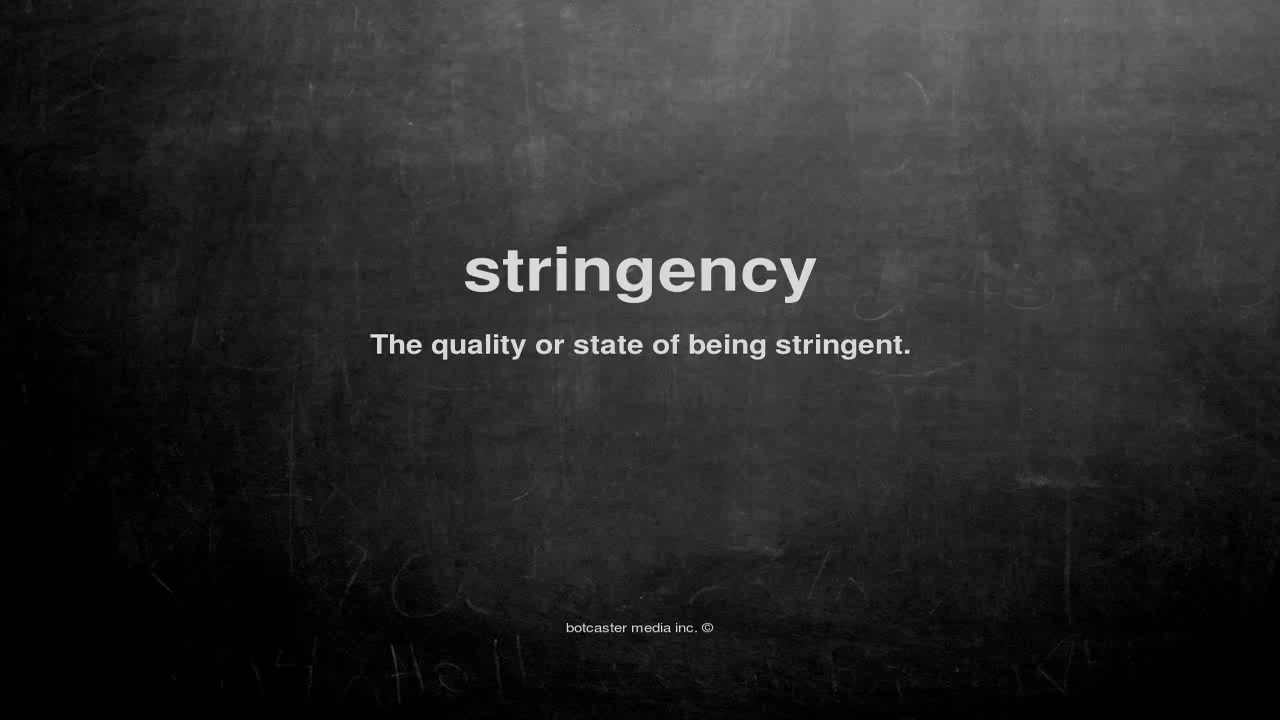 stringency
The quality or state of being stringent.
botcaster media inc. ©